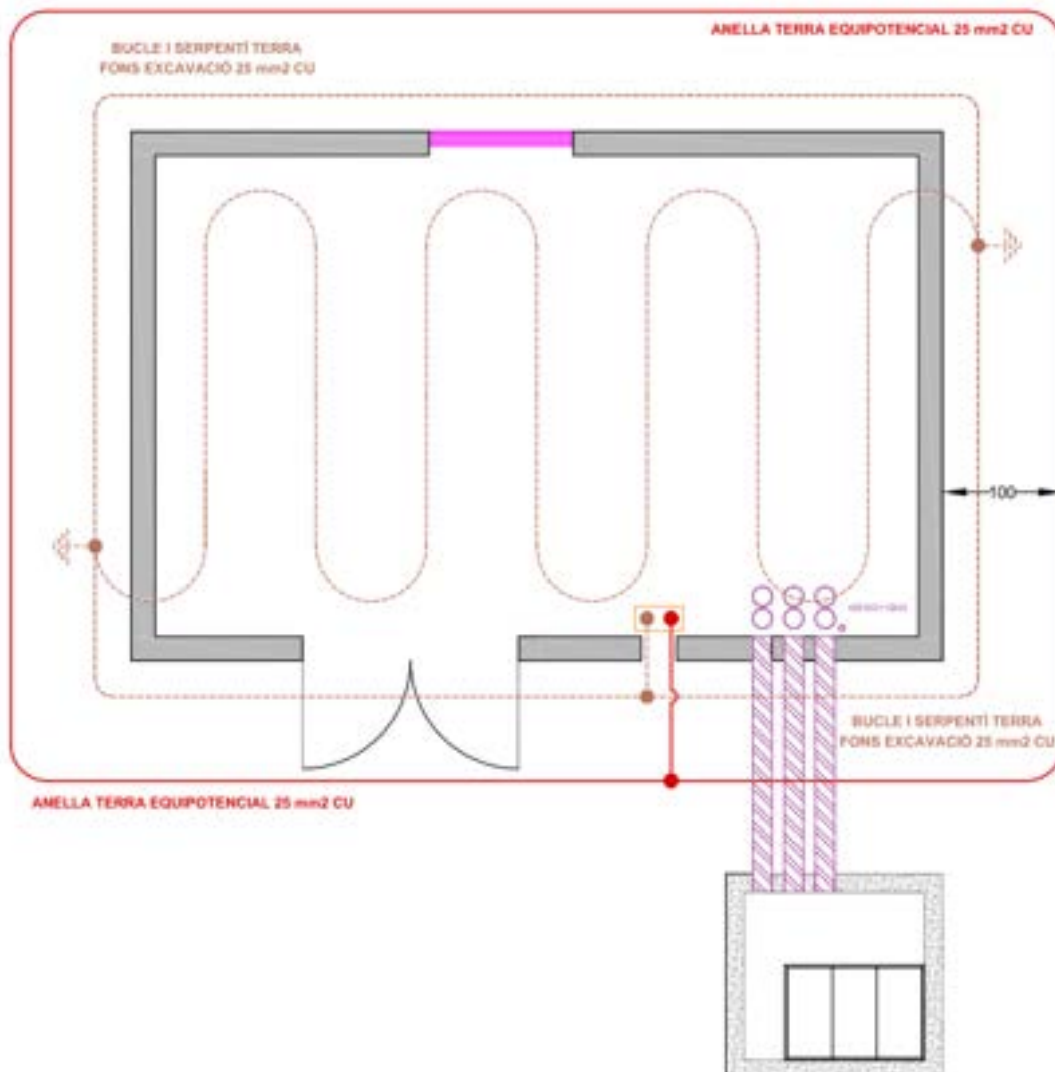 ANELLA TERRA EQUIPOTENCIAL 25 mm2 CU
BUCLE I SERPENTÍ TERRA
FONS EXCAVACIÓ 25 mm2 CU
100
BUCLE I SERPENTÍ TERRA
FONS EXCAVACIÓ 25 mm2 CU
ANELLA TERRA EQUIPOTENCIAL 25 mm2 CU